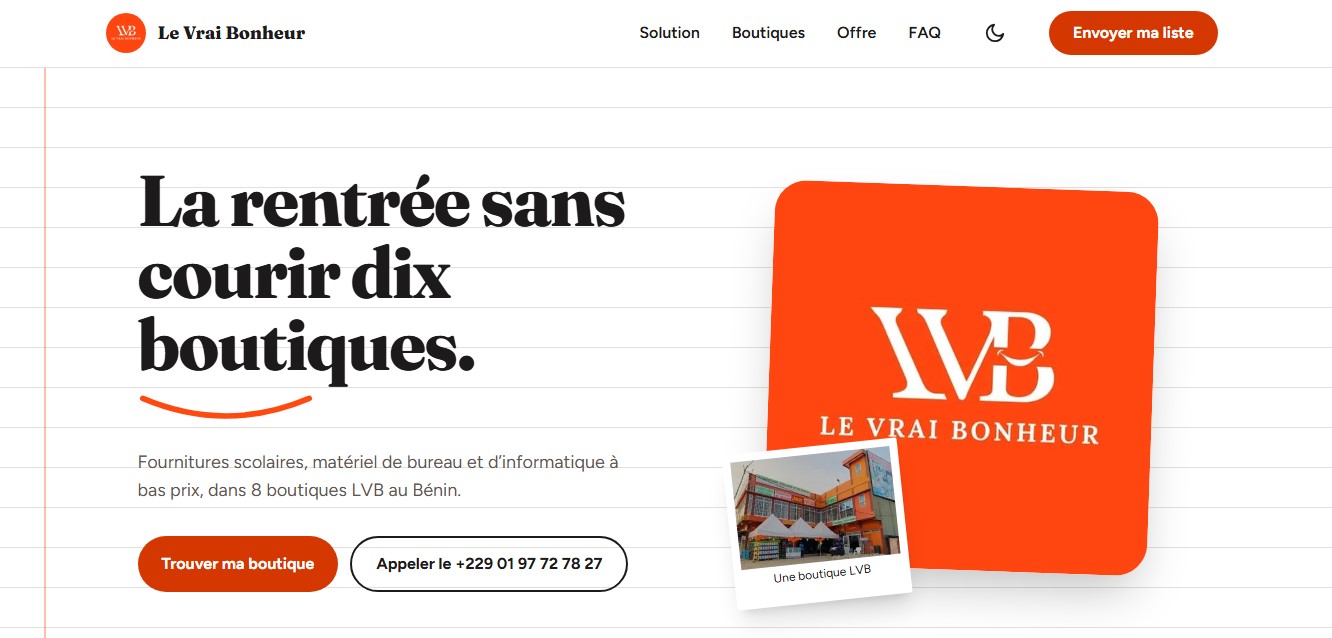 LVB
Le Vrai Bonheur
Solution
Boutiques
Offre
FAQ
Envoyer ma liste
La rentrée sans
courir dix
boutiques.
Fournitures scolaires, matériel de bureau et d’informatique à
bas prix, dans 8 boutiques LVB au Bénin.
Trouver ma boutique
Appeler le +229 01 97 72 78 27
LVB
LE VRAI BONHEUR
Une boutique LVB